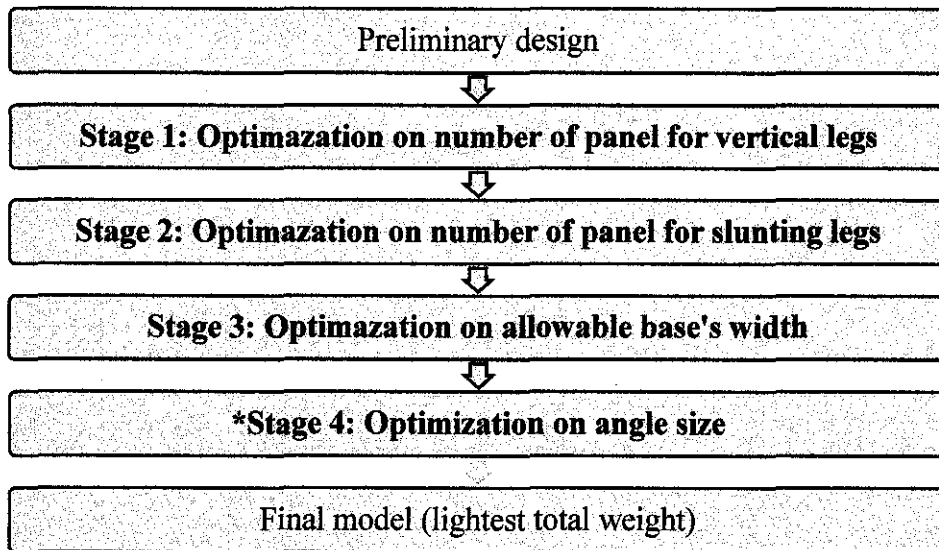 Preliminary design
Stage 1: Optimazation on number of panel for vertical legs
Stage 2: Optimazation on number of panel for slunting legs
Stage 3: Optimazation on allowable base's width
*Stage 4: Optimization on angle size
Final model (lightest total weight)